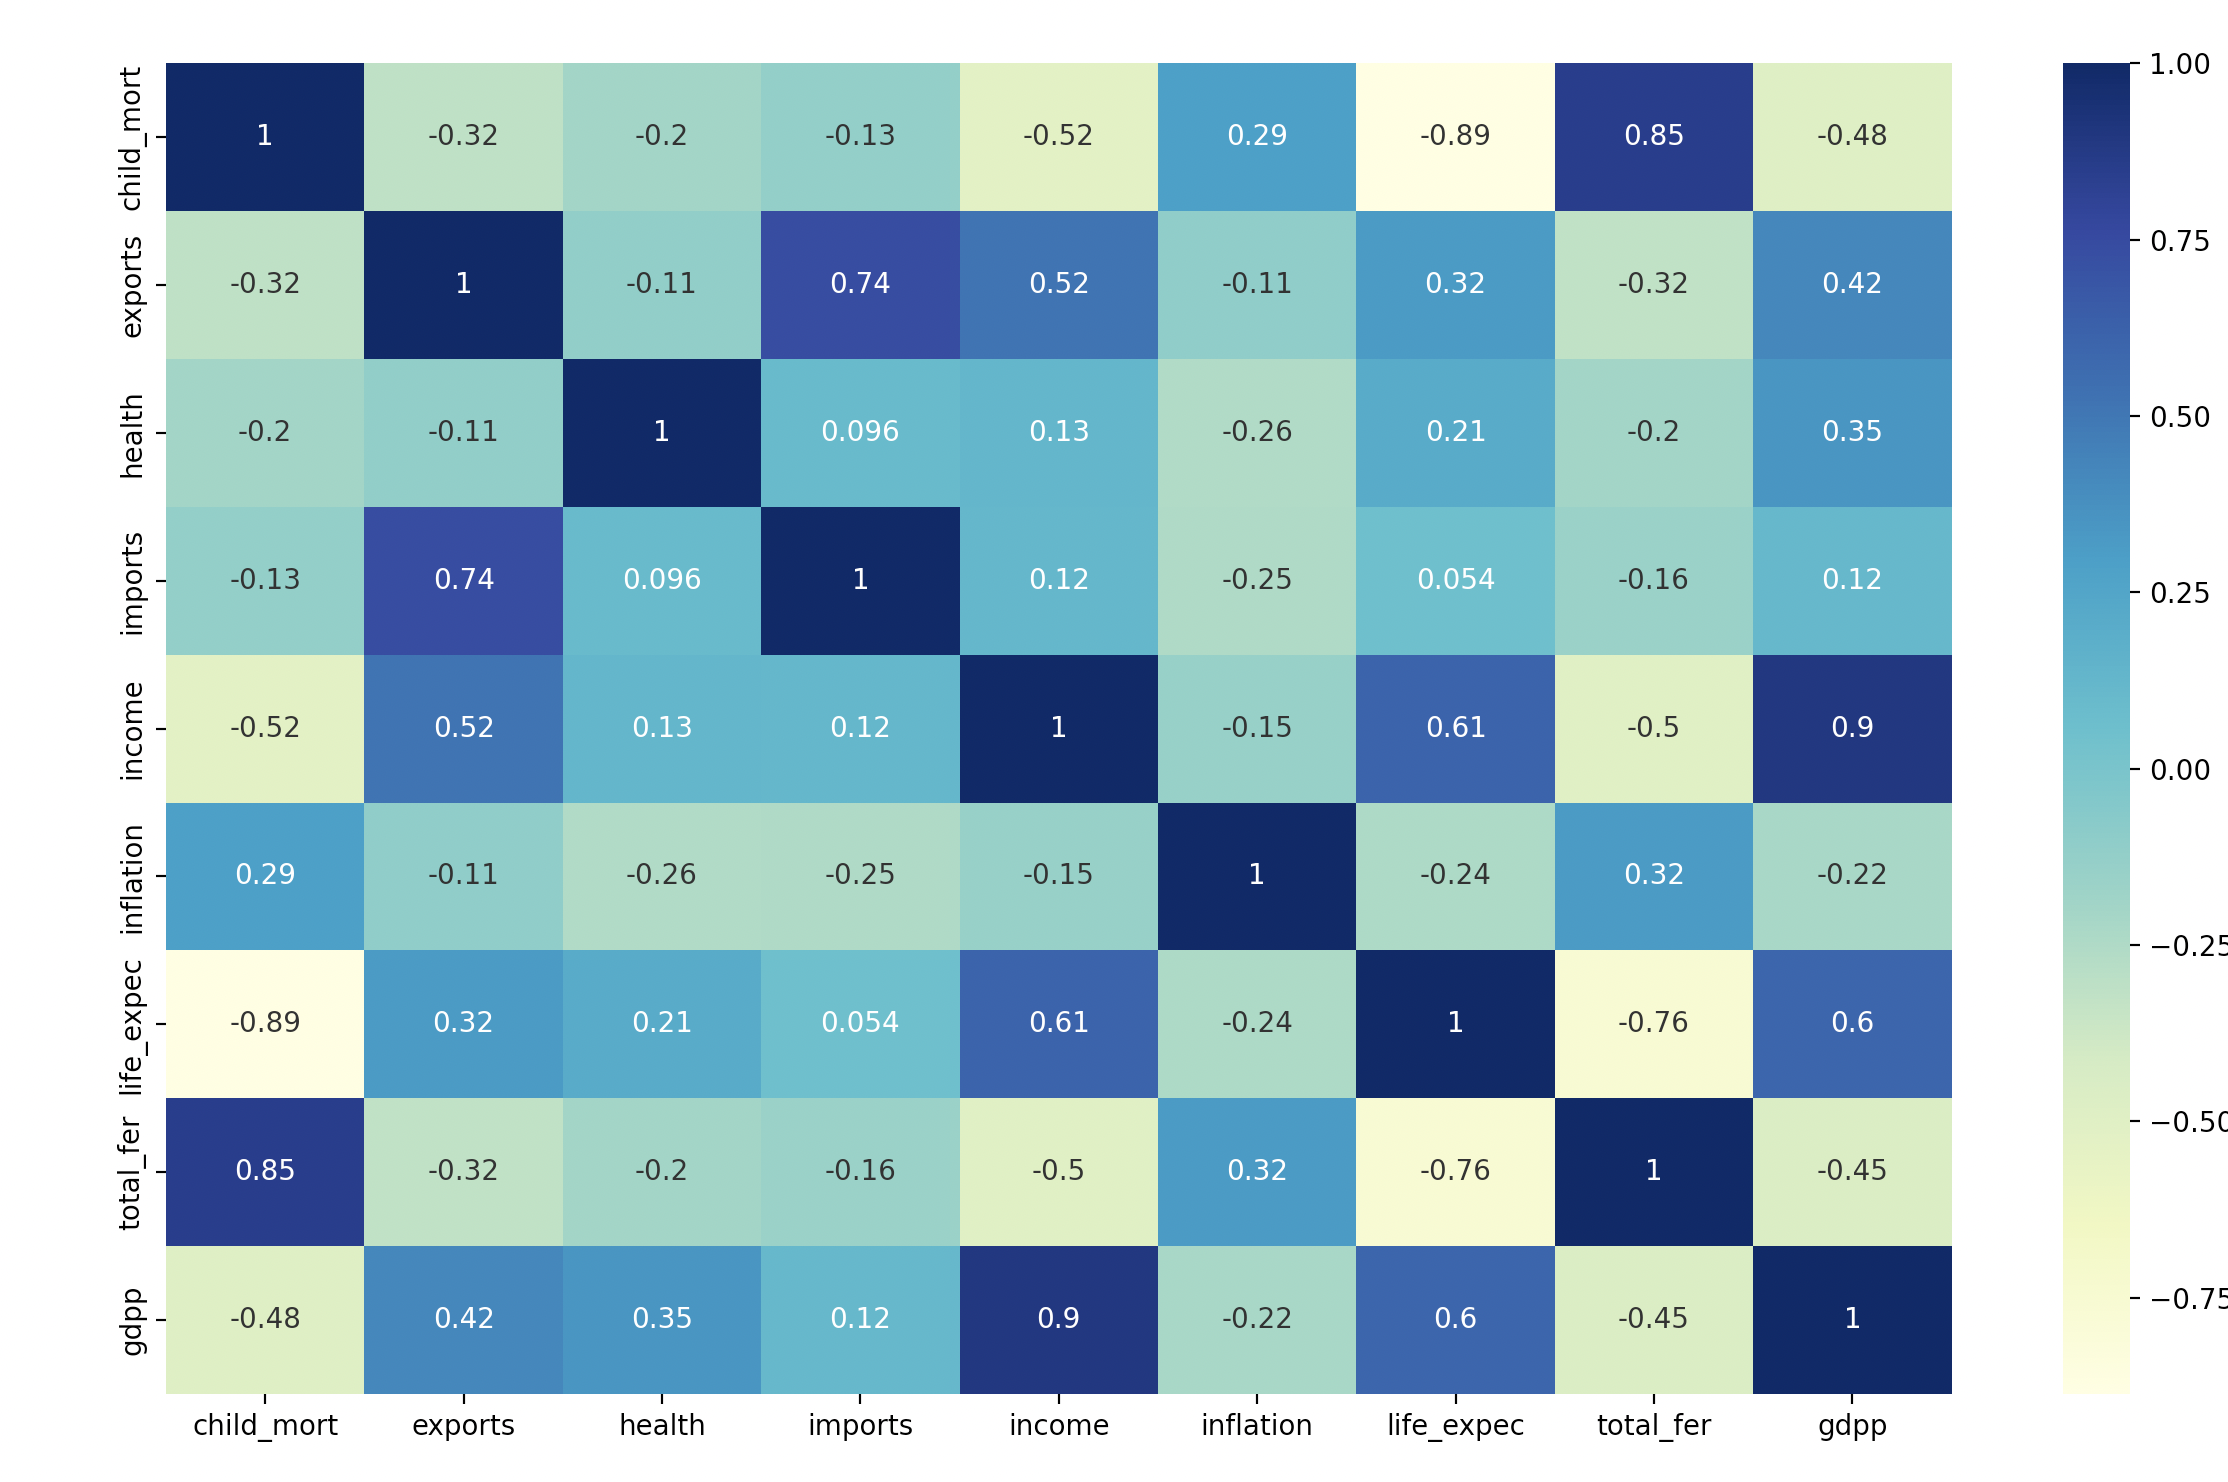 child_mort 1 -0.32 -0.2 -0.13 -0.52 0.29 -0.89 0.85 -0.48
exports -0.32 1 -0.11 0.74 0.52 -0.11 0.32 -0.32 0.42
health -0.2 -0.11 1 0.096 0.13 -0.26 0.21 -0.2 0.35
imports -0.13 0.74 0.096 1 0.12 -0.25 0.054 -0.16 0.12
income -0.52 0.52 0.13 0.12 1 -0.15 0.61 -0.5 0.9
inflation 0.29 -0.11 -0.26 -0.25 -0.15 1 -0.24 0.32 -0.22
life_expec -0.89 0.32 0.21 0.054 0.61 -0.24 1 -0.76 0.6
total_fer 0.85 -0.32 -0.2 -0.16 -0.5 0.32 -0.76 1 -0.45
gdpp -0.48 0.42 0.35 0.12 0.9 -0.22 0.6 -0.45 1
child_mort exports health imports income inflation life_expec total_fer gdpp
1.00
0.75
0.50
0.25
0.00
−0.25
−0.50
−0.75